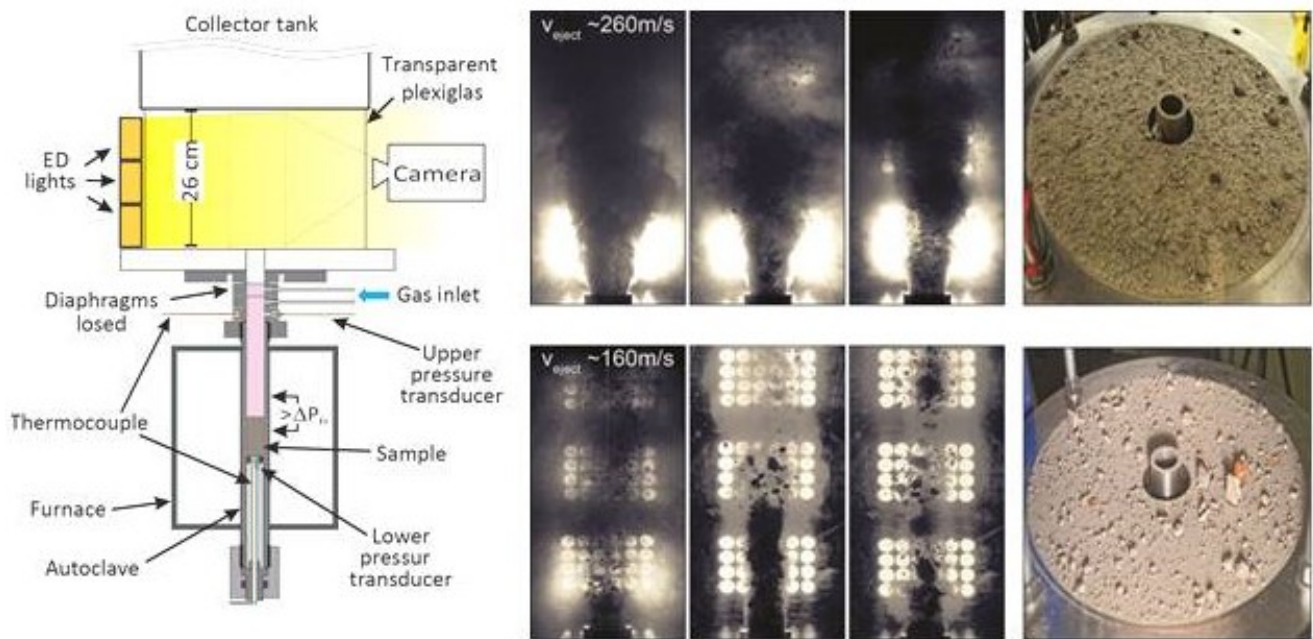 Collector tank
Transparent
plexiglas
ED
lights
26 cm
Camera
Diaphragms
losed
Gas inlet
Upper
pressure
transducer
Thermocouple
>ΔP
Sample
Furnace
Lower
pressur
transducer
Autoclave
v eject ~260m/s
v eject ~160m/s